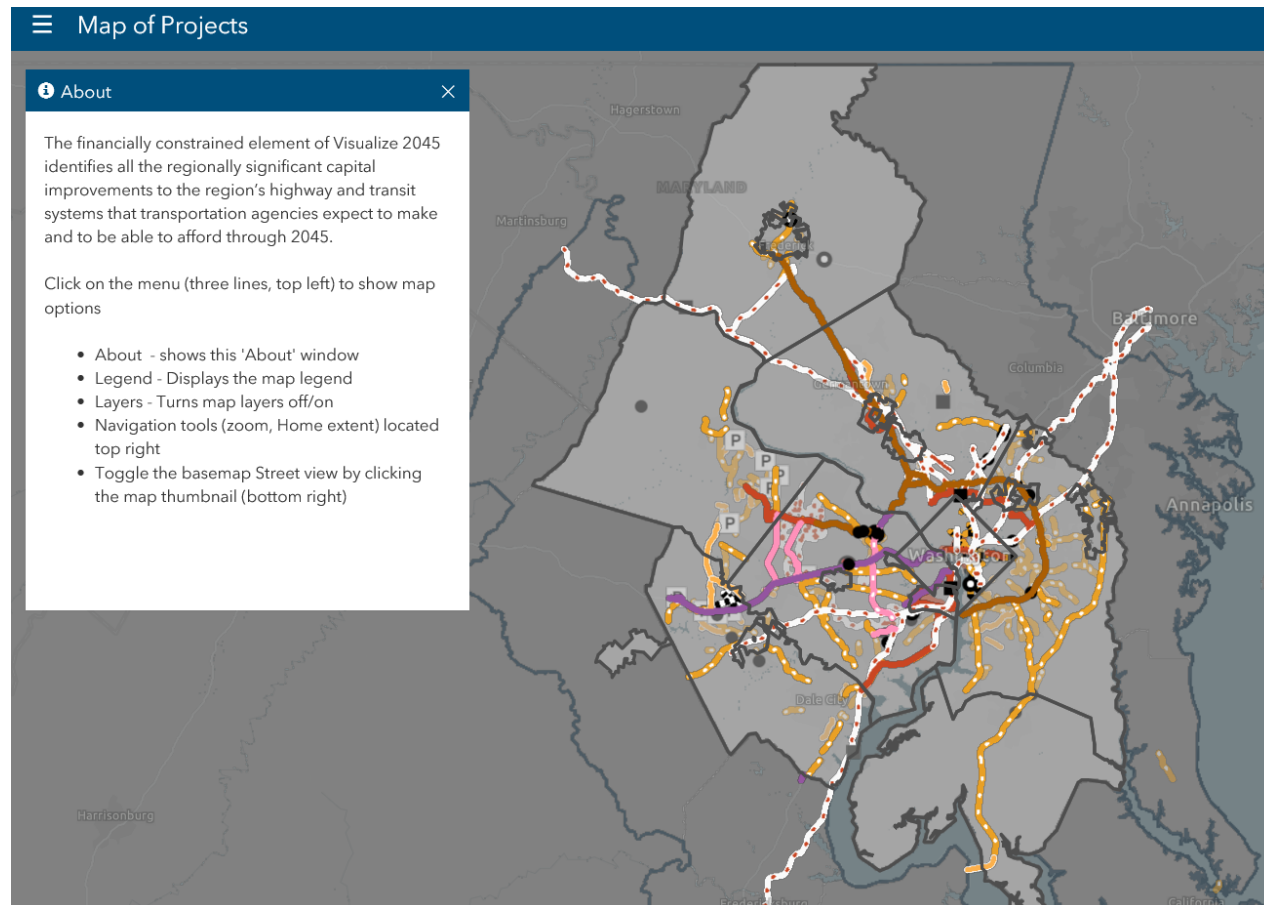 Map of Projects
About
The financially constrained element of Visualize 2045
identifies all the regionally significant capital
improvements to the region’s highway and transit
systems that transportation agencies expect to make
and to be able to afford through 2045.
Click on the menu (three lines, top left) to show map
options
• About - shows this 'About' window
• Legend - Displays the map legend
• Layers - Turns map layers off/on
• Navigation tools (zoom, Home extent) located
top right
• Toggle the basemap Street view by clicking
the map thumbnail (bottom right)
Hagerstown
MARYLAND
Martinsburg
Frederick
Baltimore
Columbia
Germantown
P
P
P
P
Annapolis
Washington
Dale City
Harrisonburg
Fredericksburg
California